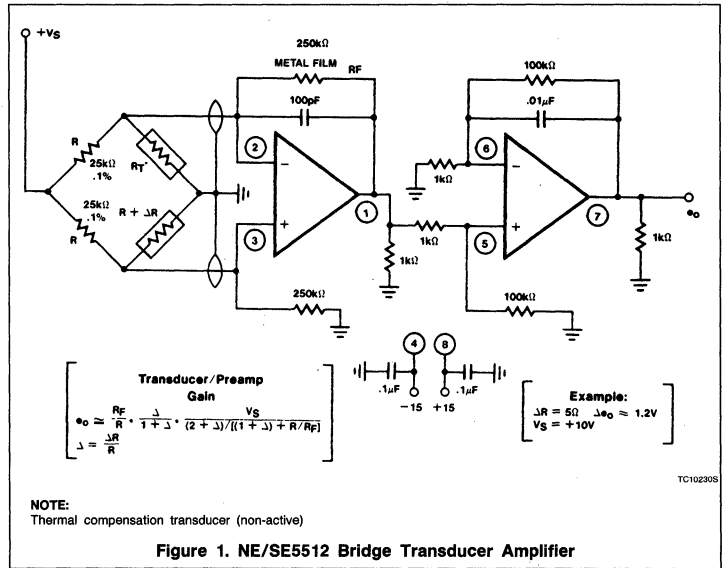 +VS
250kΩ
METAL FILM
RF
100pF
100kΩ
.01µF
R
25kΩ
.1%
RT*
25kΩ
.1%
R
R + ΔR
2
−
1
3
+
1kΩ
1kΩ
1kΩ
6
−
7
5
+
eo
1kΩ
250kΩ
100kΩ
4
8
.1µF
.1µF
−15
+15
Transducer/Preamp
Gain
eo ≃ RF/R · Δ/(1 + Δ) · VS/((2 + Δ)/[(1 + Δ) + R/RF])
Δ = ΔR/R
Example:
ΔR = 5Ω Δeo ≈ 1.2V
VS = +10V
TC10230S
NOTE:
Thermal compensation transducer (non-active)
Figure 1. NE/SE5512 Bridge Transducer Amplifier